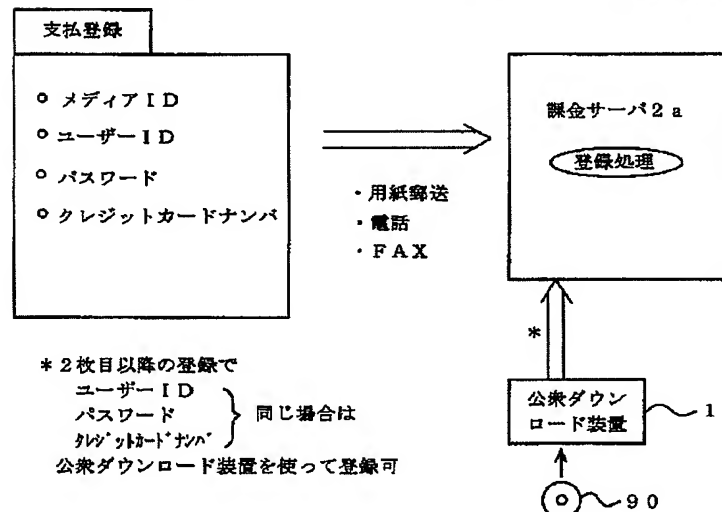 支払登録
○ メディアＩＤ
○ ユーザーＩＤ
○ パスワード
○ クレジットカードナンバ
・用紙郵送
・電話
・ＦＡＸ
課金サーバ２ａ
登録処理
*
＊２枚目以降の登録で
ユーザーＩＤ
パスワード
ｸﾚｼﾞｯﾄｶｰﾄﾞﾅﾝﾊﾞ
同じ場合は
公衆ダウンロード装置を使って登録可
公衆ダウン
ロード装置
1
９０